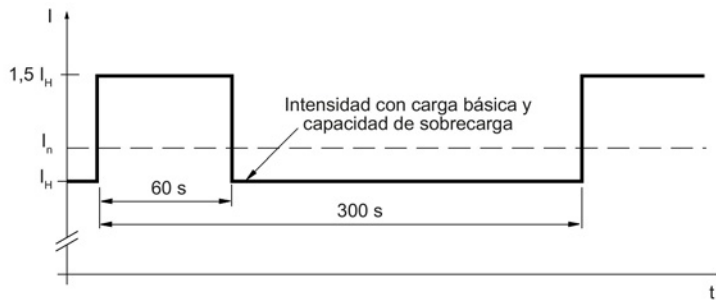 I
1,5 I_H
Intensidad con carga básica y
capacidad de sobrecarga
I_n
I_H
60 s
300 s
t